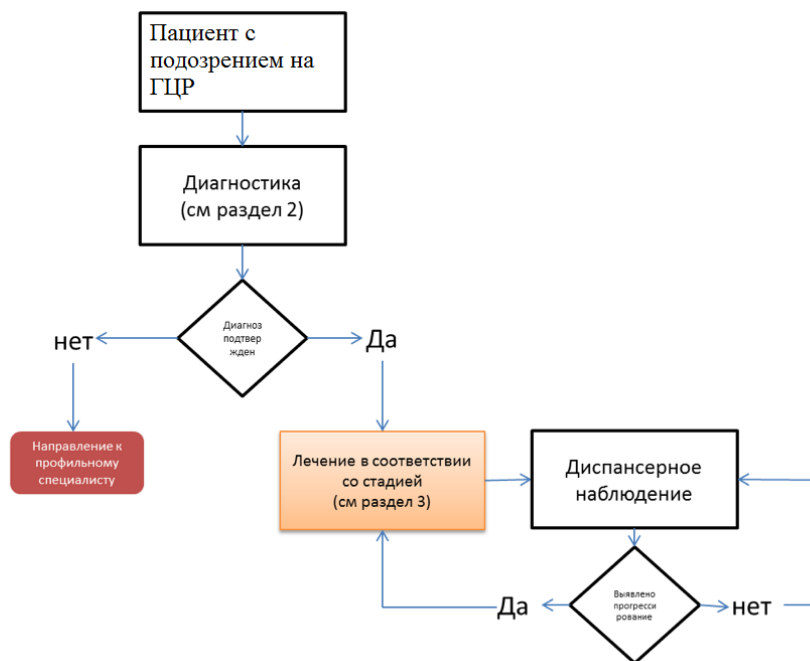 Пациент с
подозрением на
ГЦР
Диагностика
(см раздел 2)
Диагноз
подтвер
жден
нет
Да
Направление к
профильному
специалисту
Лечение в соответствии
со стадией
(см раздел 3)
Диспансерное
наблюдение
Выявлено
прогресси
рование
Да
нет